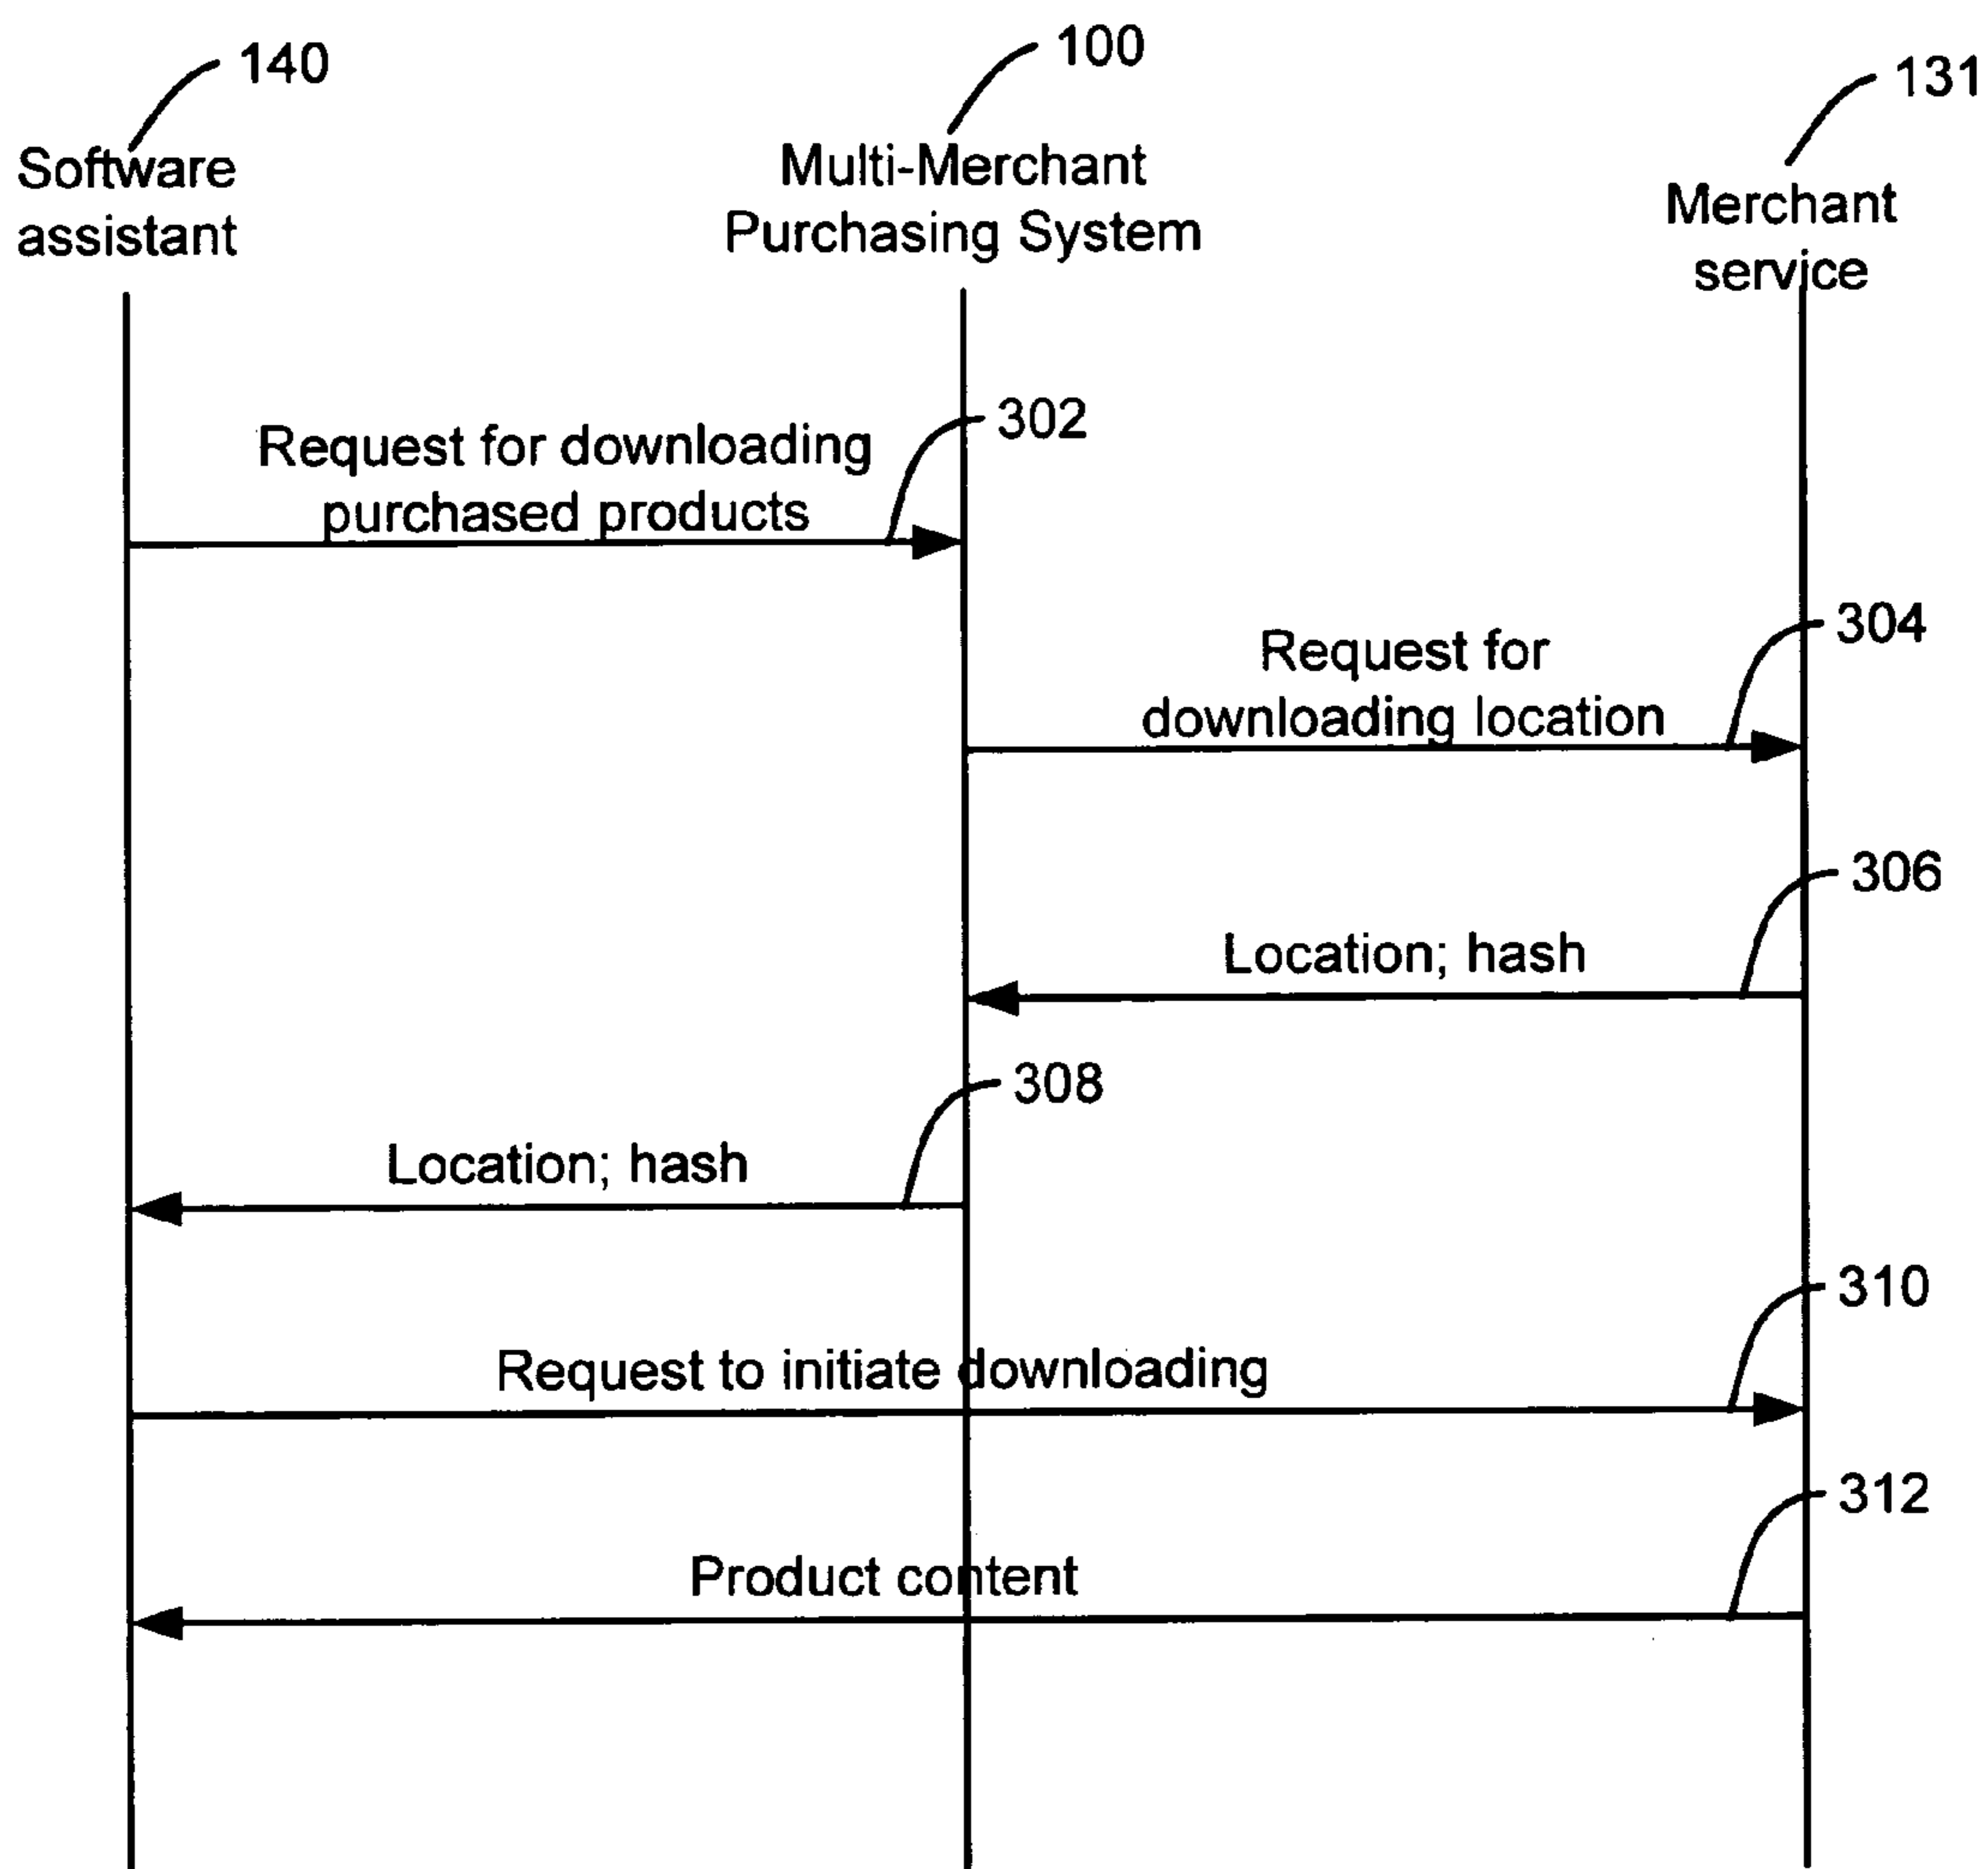 140
100
131
Software
assistant
Multi-Merchant
Purchasing System
Merchant
service
302
Request for downloading
purchased products
304
Request for
downloading location
306
Location; hash
308
Location; hash
310
Request to initiate downloading
312
Product content